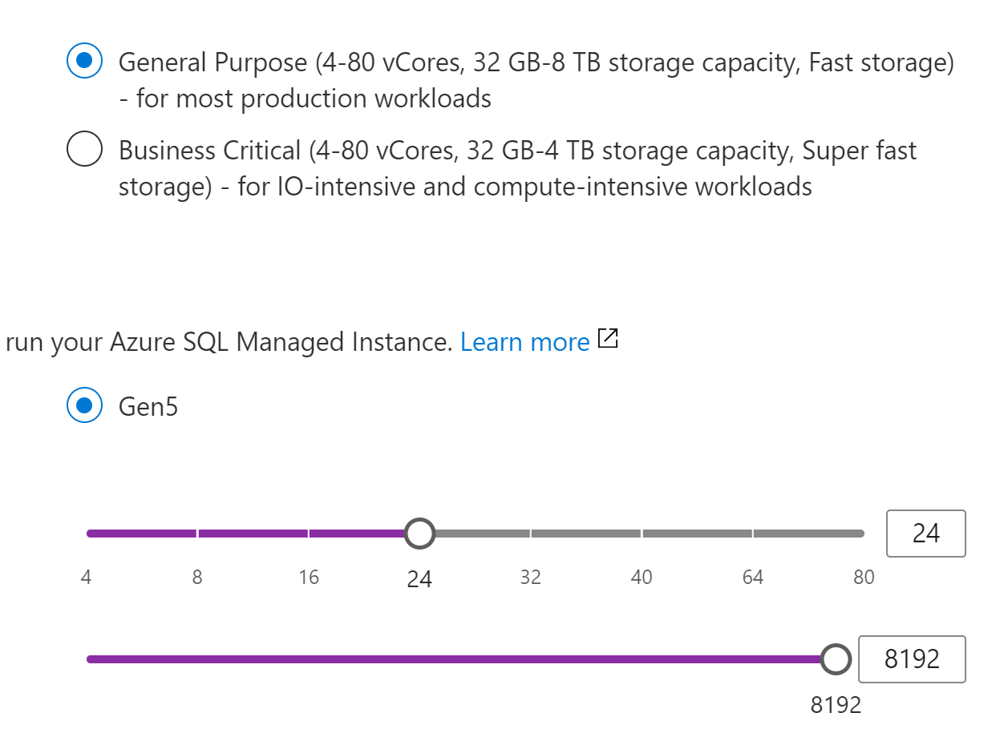 General Purpose (4-80 vCores, 32 GB-8 TB storage capacity, Fast storage)
- for most production workloads
Business Critical (4-80 vCores, 32 GB-4 TB storage capacity, Super fast
storage) - for IO-intensive and compute-intensive workloads
run your Azure SQL Managed Instance. Learn more
Gen5
24
4 8 16 24 32 40 64 80
8192
8192